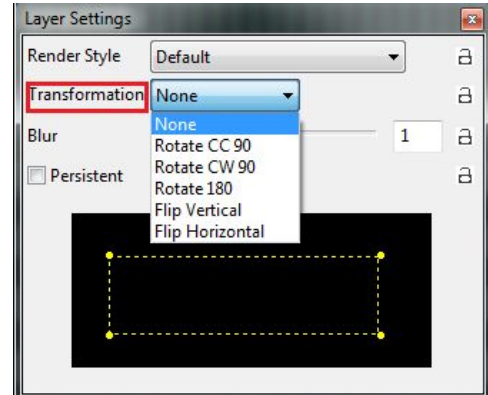 Layer Settings
Render Style Default
Transformation None
None
Rotate CC 90
Blur 1
Rotate CW 90
Persistent
Rotate 180
Flip Vertical
Flip Horizontal